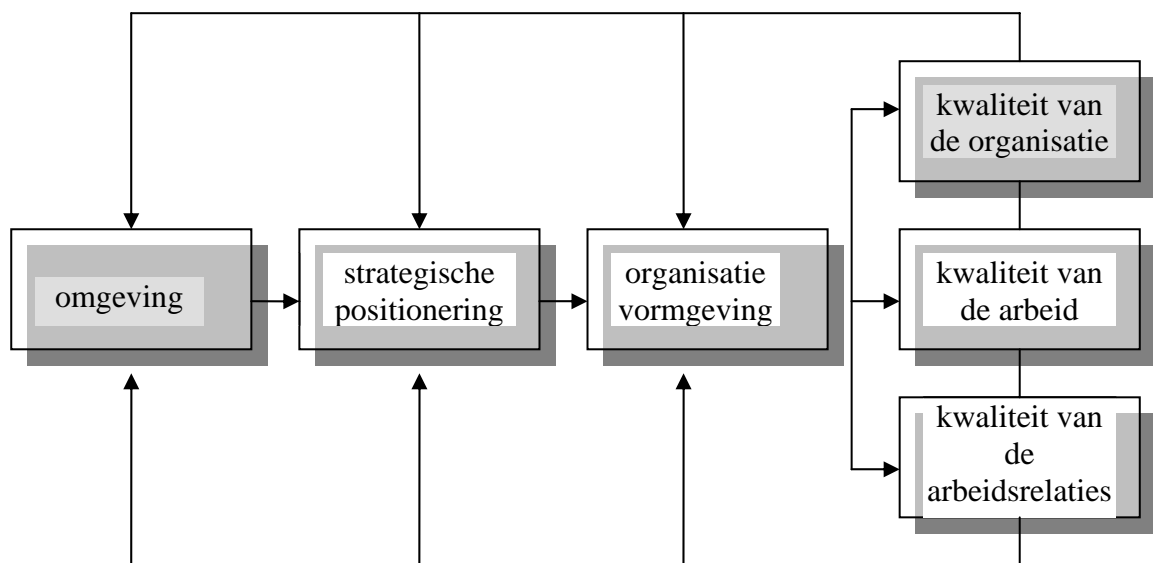 omgeving
strategische
positionering
organisatie
vormgeving
kwaliteit van
de organisatie
kwaliteit van
de arbeid
kwaliteit van
de
arbeidsrelaties